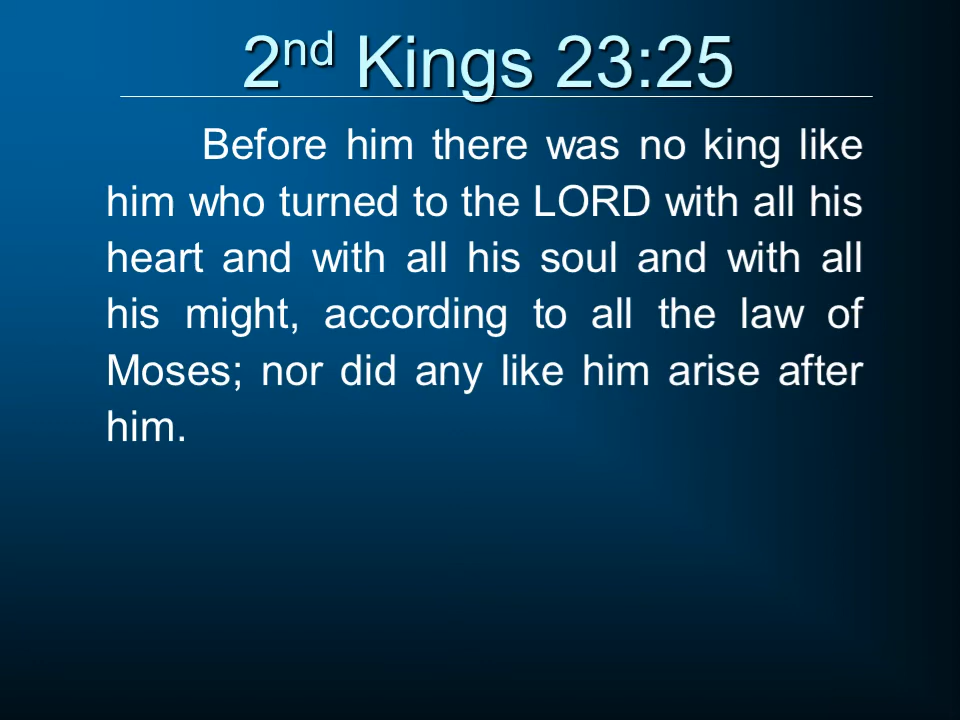 2nd Kings 23:25
Before him there was no king like
him who turned to the LORD with all his
heart and with all his soul and with all
his might, according to all the law of
Moses; nor did any like him arise after
him.